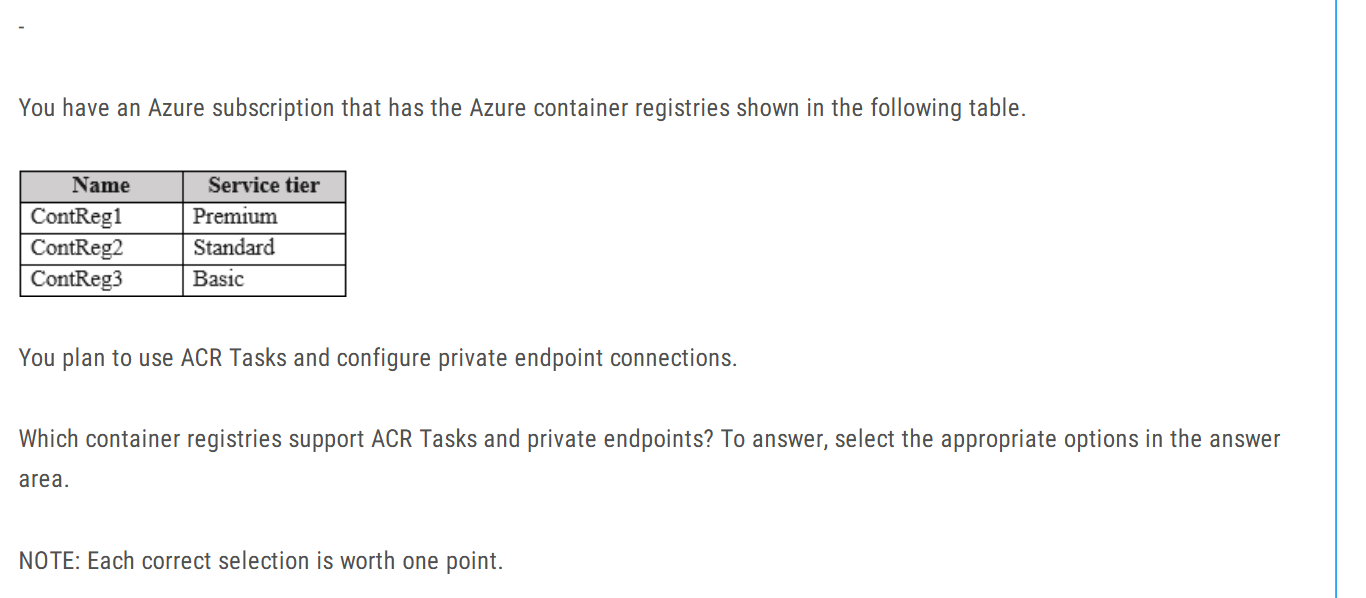 -
You have an Azure subscription that has the Azure container registries shown in the following table.
Name Service tier
ContReg1 Premium
ContReg2 Standard
ContReg3 Basic
You plan to use ACR Tasks and configure private endpoint connections.
Which container registries support ACR Tasks and private endpoints? To answer, select the appropriate options in the answer
area.
NOTE: Each correct selection is worth one point.